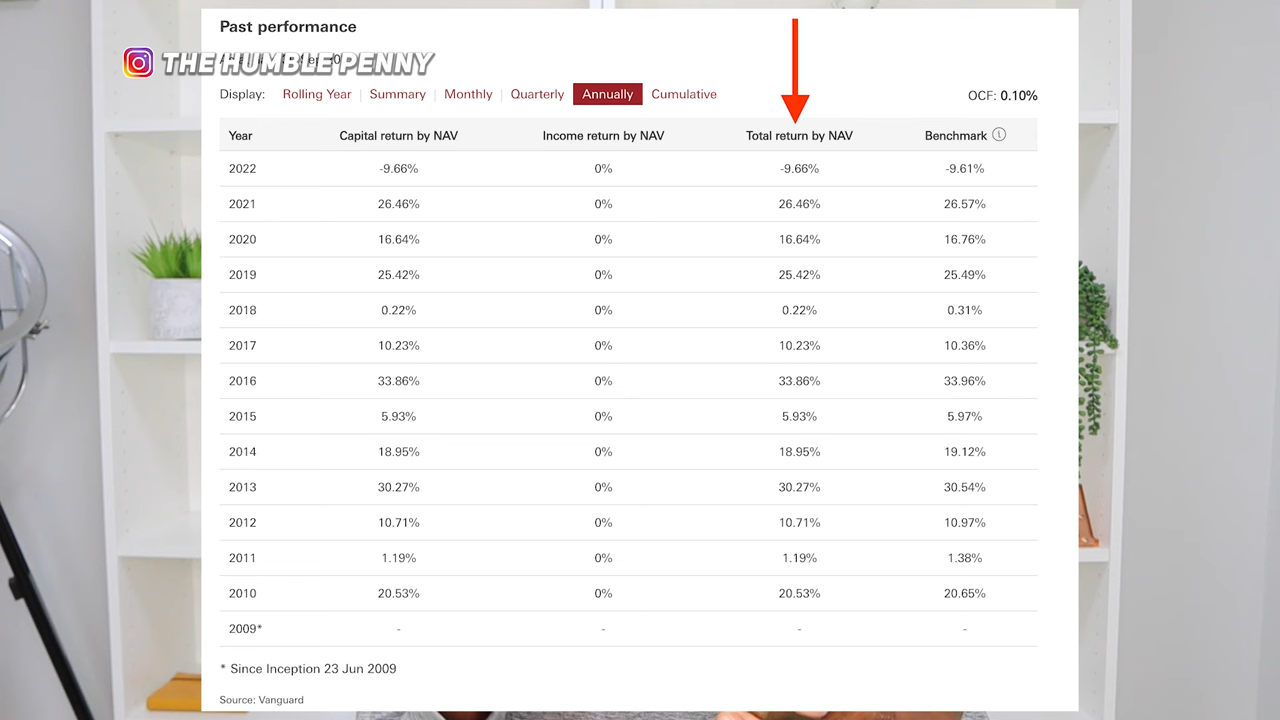 Past performance
THE HUMBLE PENNY
Display: Rolling Year | Summary | Monthly | Quarterly Annually Cumulative
OCF: 0.10%
Year Capital return by NAV Income return by NAV Total return by NAV Benchmark
2022 -9.66% 0% -9.66% -9.61%
2021 26.46% 0% 26.46% 26.57%
2020 16.64% 0% 16.64% 16.76%
2019 25.42% 0% 25.42% 25.49%
2018 0.22% 0% 0.22% 0.31%
2017 10.23% 0% 10.23% 10.36%
2016 33.86% 0% 33.86% 33.96%
2015 5.93% 0% 5.93% 5.97%
2014 18.95% 0% 18.95% 19.12%
2013 30.27% 0% 30.27% 30.54%
2012 10.71% 0% 10.71% 10.97%
2011 1.19% 0% 1.19% 1.38%
2010 20.53% 0% 20.53% 20.65%
2009* - - - -
* Since Inception 23 Jun 2009
Source: Vanguard